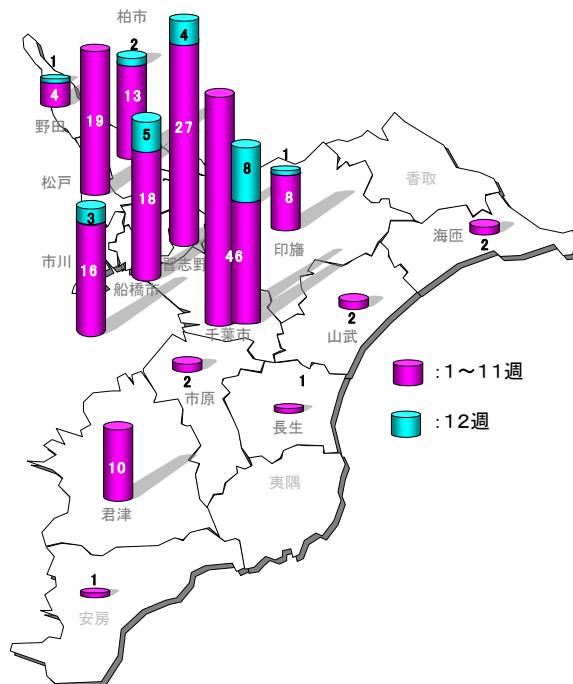 柏市
4
1
2
4
13
19
27
野田
5
8
1
香取
松戸
18
8
3
海匝
2
印旛
習志野
46
市川
16
船橋市
千葉市
2
山武
2
市原
1
長生
:1～11週
:12週
10
夷隅
君津
1
安房